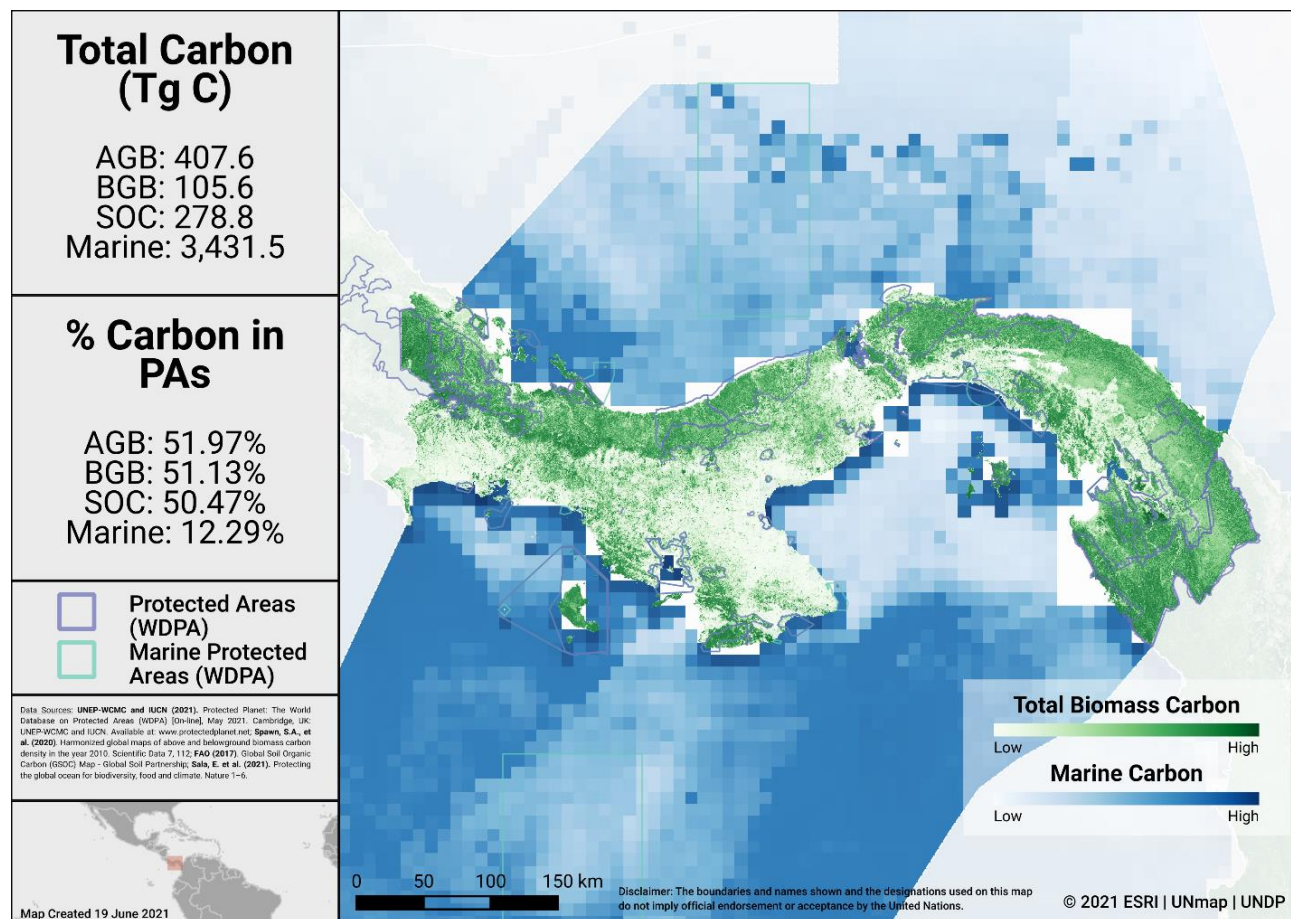 Total Carbon
(Tg C)
AGB: 407.6
BGB: 105.6
SOC: 278.8
Marine: 3,431.5
% Carbon in
PAs
AGB: 51.97%
BGB: 51.13%
SOC: 50.47%
Marine: 12.29%
Protected Areas
(WDPA)
Marine Protected
Areas (WDPA)
Data Sources: UNEP-WCMC and IUCN (2021). Protected Planet: The World
Database on Protected Areas (WDPA) [On-line], May 2021. Cambridge, UK:
UNEP-WCMC and IUCN. Available at: www.protectedplanet.net; Spawn, S.A., et
al. (2020). Harmonized global maps of above and belowground biomass carbon
density in the year 2010. Scientific Data 7, 112; FAO (2017). Global Soil Organic
Carbon (GSOC) Map - Global Soil Partnership; Sala, E. et al. (2021). Protecting
the global ocean for biodiversity, food and climate. Nature 1–6.
Map Created 19 June 2021
Total Biomass Carbon
Low High
Marine Carbon
Low High
0 50 100 150 km
Disclaimer: The boundaries and names shown and the designations used on this map
do not imply official endorsement or acceptance by the United Nations.
© 2021 ESRI | UNmap | UNDP